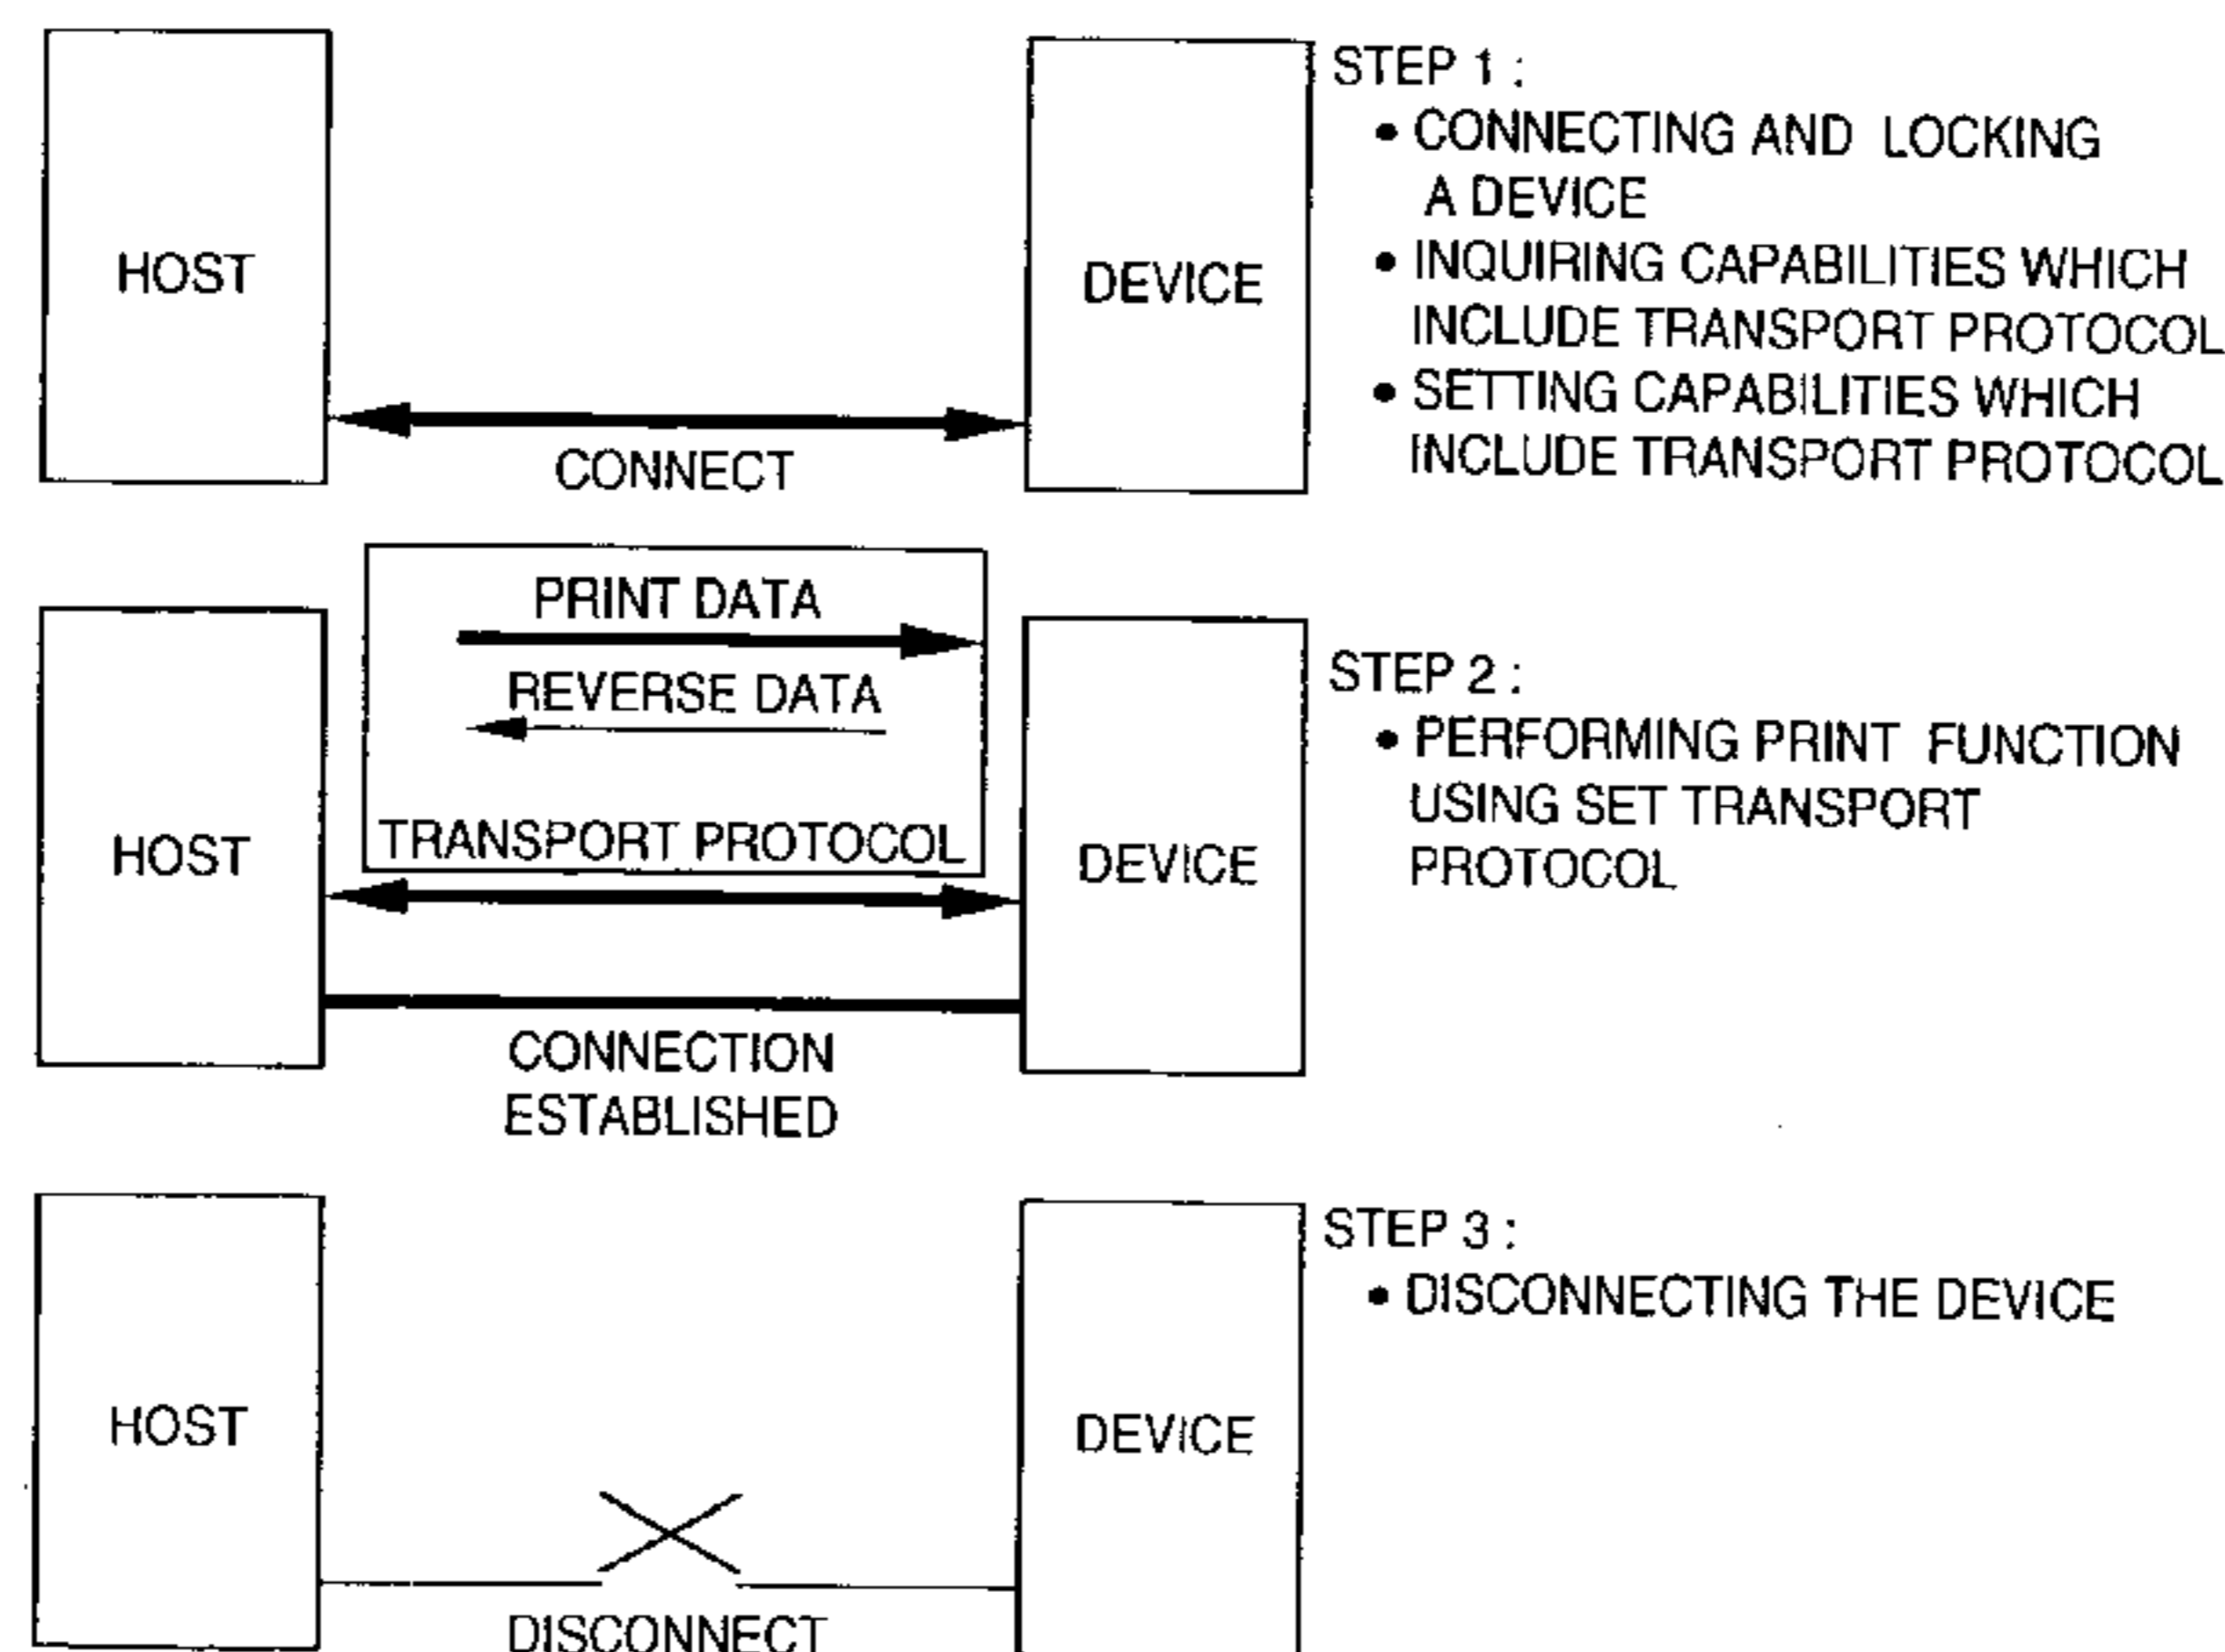 HOST
DEVICE
CONNECT
STEP 1 :
• CONNECTING AND LOCKING
A DEVICE
• INQUIRING CAPABILITIES WHICH
INCLUDE TRANSPORT PROTOCOL
• SETTING CAPABILITIES WHICH
INCLUDE TRANSPORT PROTOCOL
HOST
PRINT DATA
REVERSE DATA
TRANSPORT PROTOCOL
CONNECTION
ESTABLISHED
DEVICE
STEP 2 :
• PERFORMING PRINT FUNCTION
USING SET TRANSPORT
PROTOCOL
HOST
DISCONNECT
DEVICE
STEP 3 :
• DISCONNECTING THE DEVICE